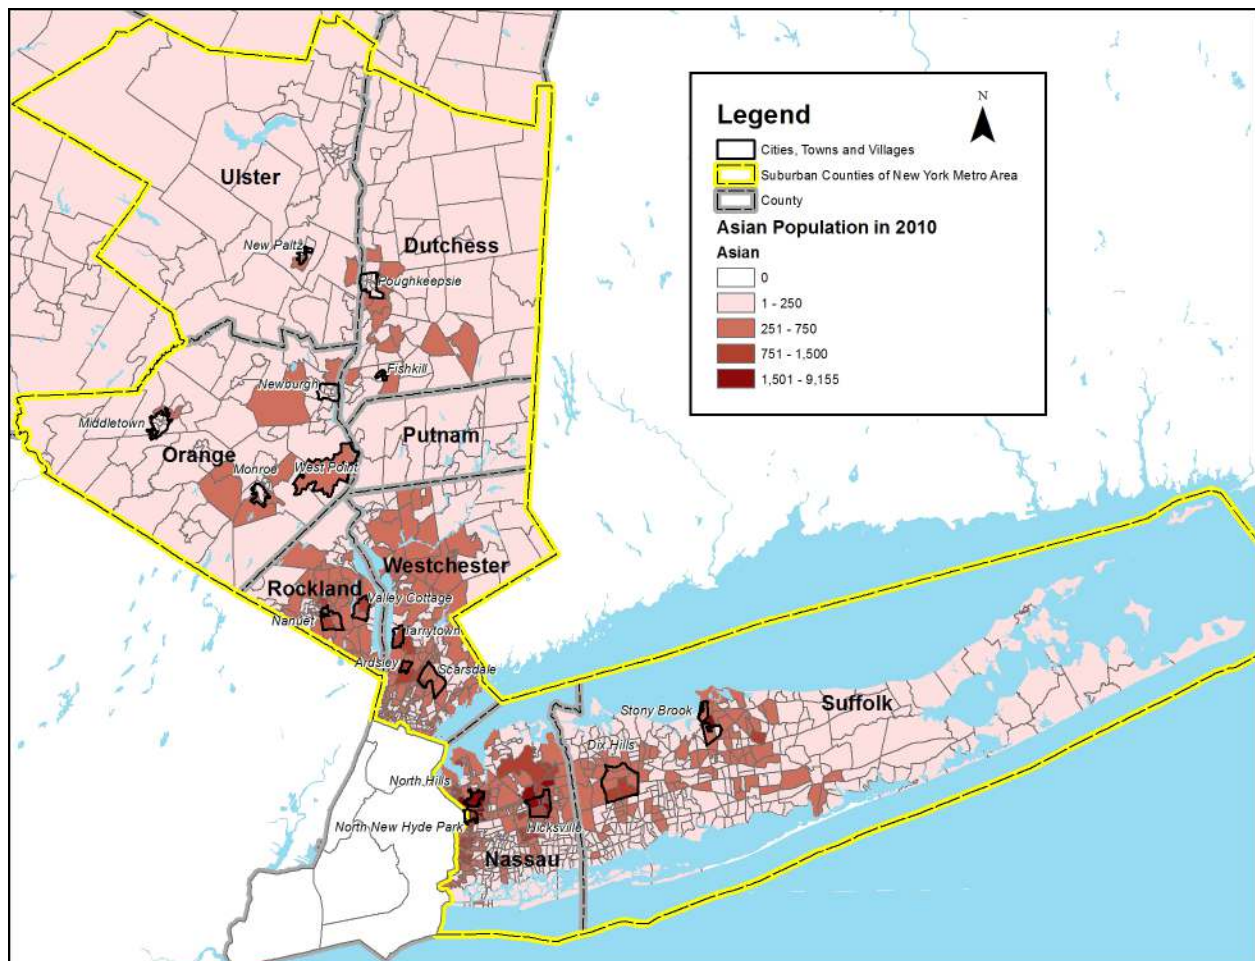 Legend
N
Cities, Towns and Villages
Suburban Counties of New York Metro Area
County
Asian Population in 2010
Asian
0
1 - 250
251 - 750
751 - 1,500
1,501 - 9,155
Ulster
New Paltz
Dutchess
Poughkeepsie
Fishkill
Newburgh
Middletown
Orange
Putnam
West Point
Monroe
Westchester
Rockland
Valley Cottage
Nanuet
Tarrytown
Ardsley
Scarsdale
Suffolk
Stony Brook
Dix Hills
North Hills
North New Hyde Park
Hicksville
Nassau